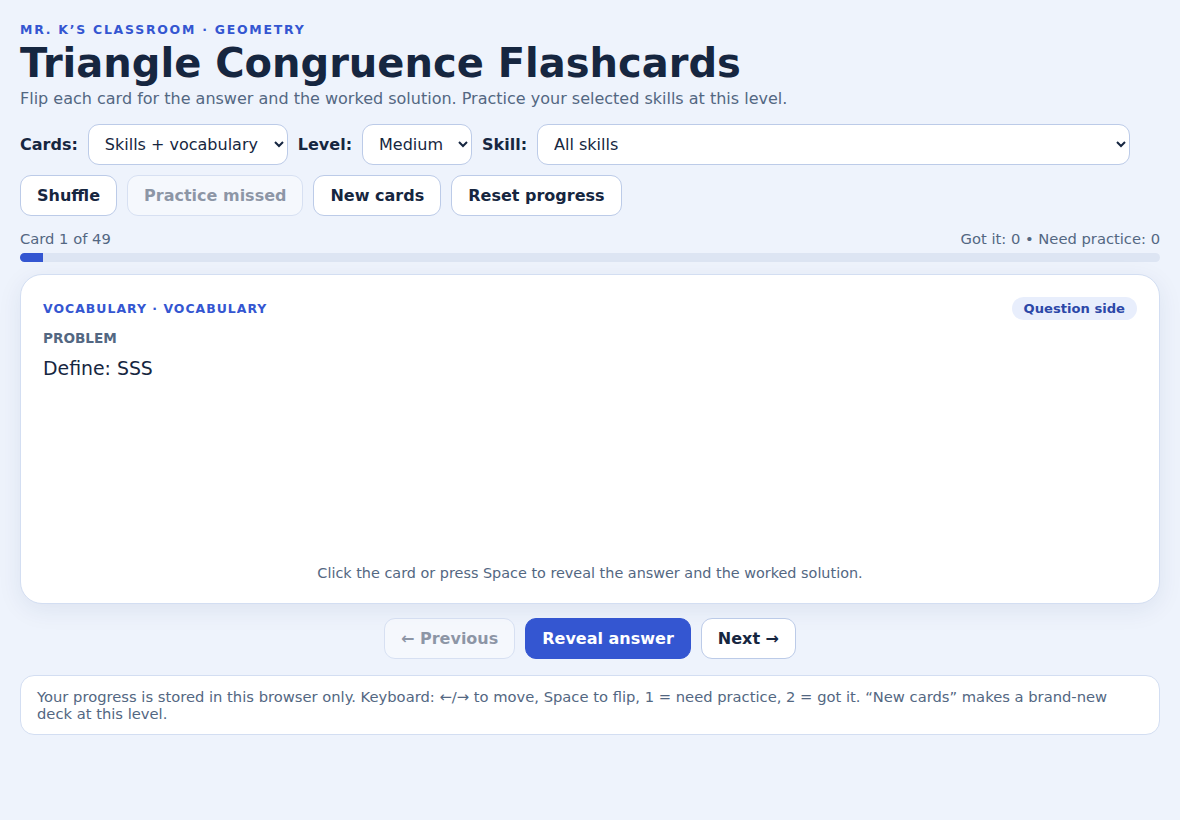 MR. K’S CLASSROOM · GEOMETRY
Triangle Congruence Flashcards
Flip each card for the answer and the worked solution. Practice your selected skills at this level.
Cards: Skills + vocabulary Level: Medium Skill: All skills
Shuffle Practice missed New cards Reset progress
Card 1 of 49 Got it: 0 • Need practice: 0
VOCABULARY · VOCABULARY Question side
PROBLEM
Define: SSS
Click the card or press Space to reveal the answer and the worked solution.
← Previous Reveal answer Next →
Your progress is stored in this browser only. Keyboard: ←/→ to move, Space to flip, 1 = need practice, 2 = got it. “New cards” makes a brand-new
deck at this level.